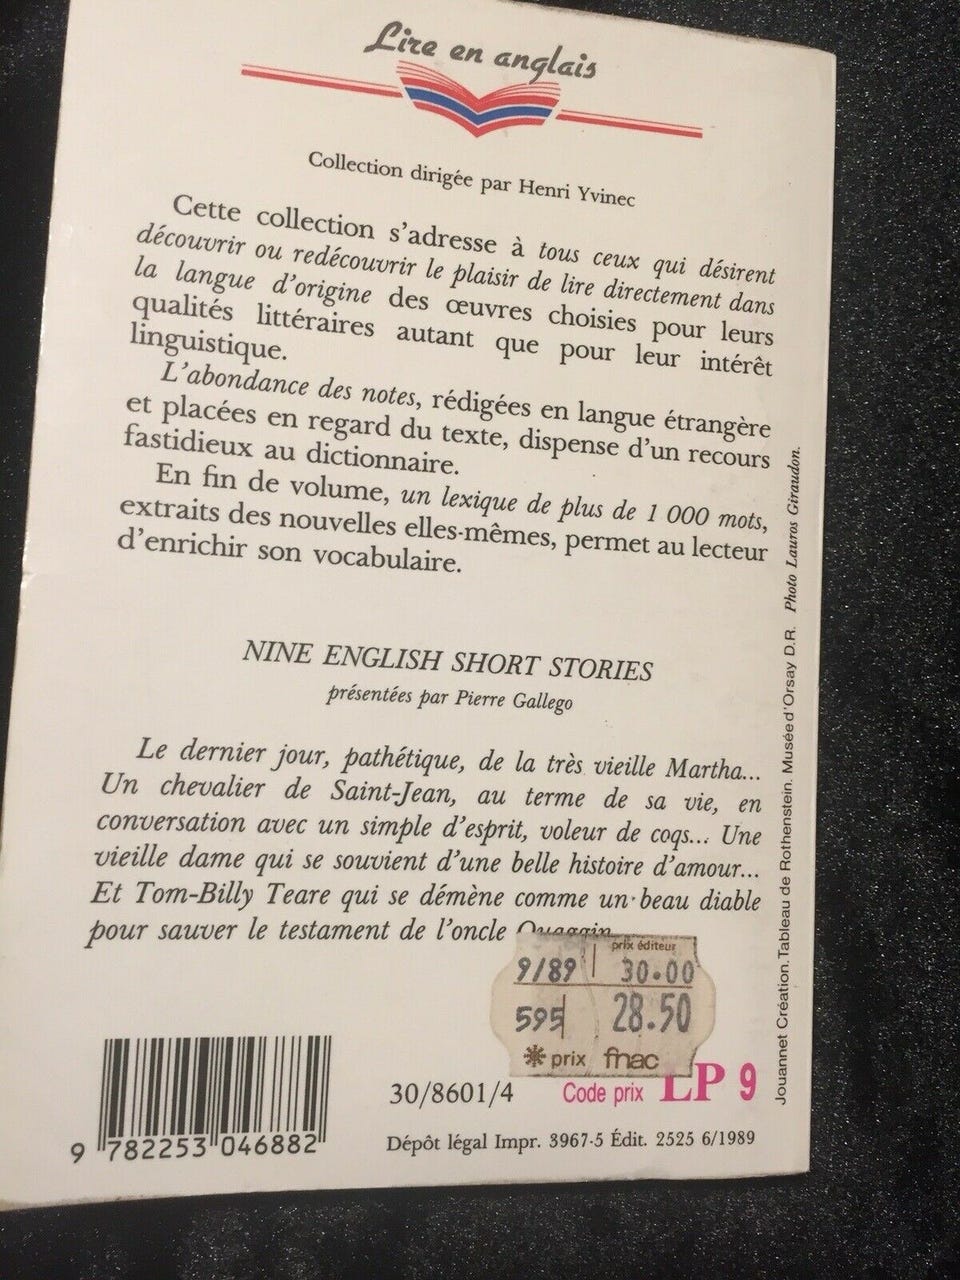 Lire en anglais
Collection dirigée par Henri Yvinec
Cette collection s'adresse à tous ceux qui désirent
découvrir ou redécouvrir le plaisir de lire directement dans
la langue d'origine des œuvres choisies pour leurs
qualités littéraires autant que pour leur intérêt
linguistique.
L'abondance des notes, rédigées en langue étrangère
et placées en regard du texte, dispense d'un recours
fastidieux au dictionnaire.
En fin de volume, un lexique de plus de 1 000 mots,
extraits des nouvelles elles-mêmes, permet au lecteur
d'enrichir son vocabulaire.
NINE ENGLISH SHORT STORIES
présentées par Pierre Gallego
Le dernier jour, pathétique, de la très vieille Martha...
Un chevalier de Saint-Jean, au terme de sa vie, en
conversation avec un simple d'esprit, voleur de coqs... Une
vieille dame qui se souvient d'une belle histoire d'amour...
Et Tom-Billy Teare qui se démène comme un beau diable
pour sauver le testament de l'oncle Quaggin
prix éditeur
9/89 30.00
595 28.50
prix fnac
30/8601/4 Code prix LP 9
9 782253 046882
Dépôt légal Impr. 3967-5 Édit. 2525 6/1989
Jouannet Création. Tableau de Rothenstein. Musée d'Orsay D.R. Photo Lauros Giraudon.